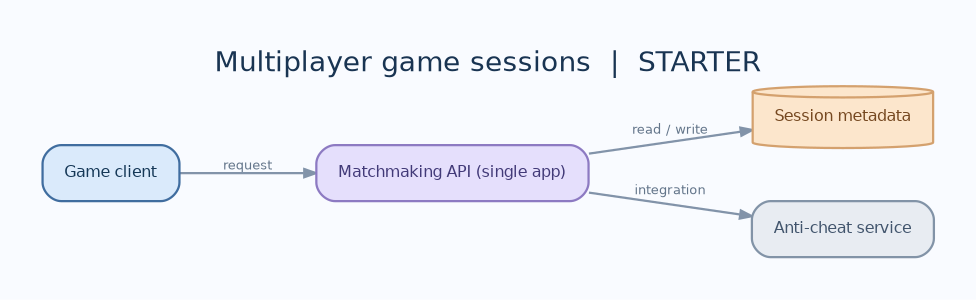 Multiplayer game sessions | STARTER
Session metadata
read / write
Game client
request
Matchmaking API (single app)
integration
Anti-cheat service